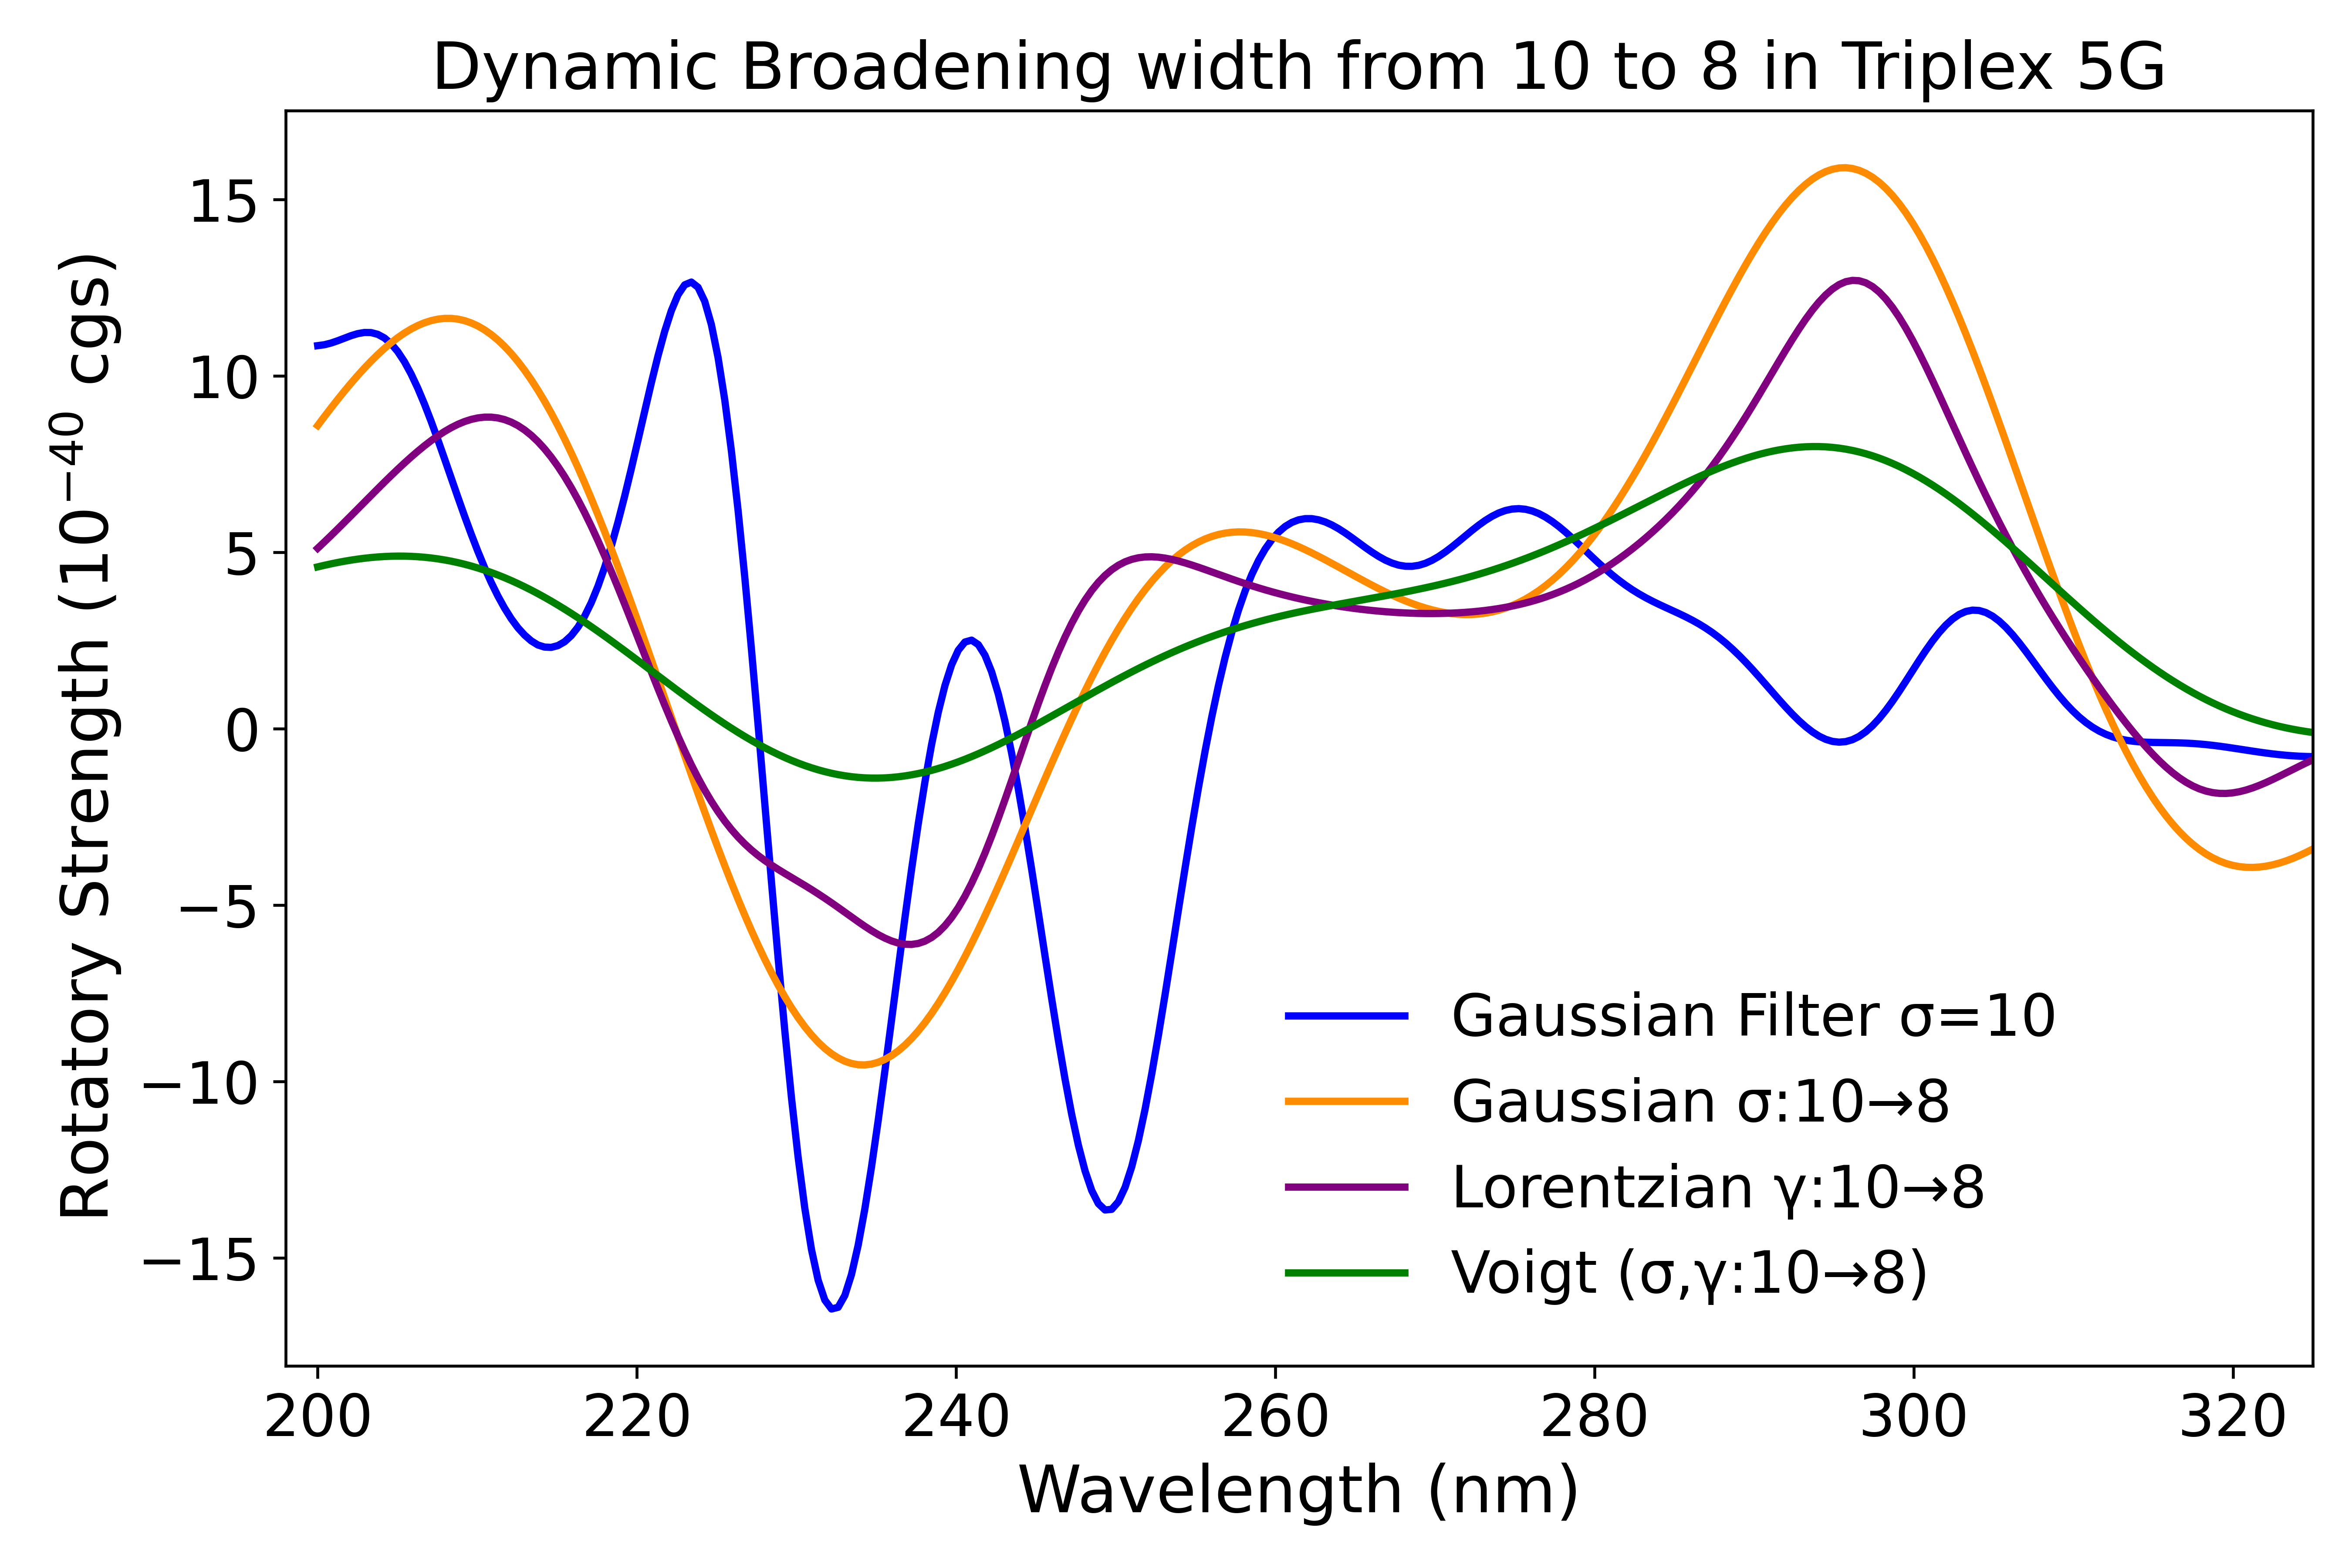 Dynamic Broadening width from 10 to 8 in Triplex 5G
Rotatory Strength (10⁻⁴⁰ cgs)
15
10
5
0
−5
−10
−15
Gaussian Filter σ=10
Gaussian σ:10→8
Lorentzian γ:10→8
Voigt (σ,γ:10→8)
200 220 240 260 280 300 320
Wavelength (nm)